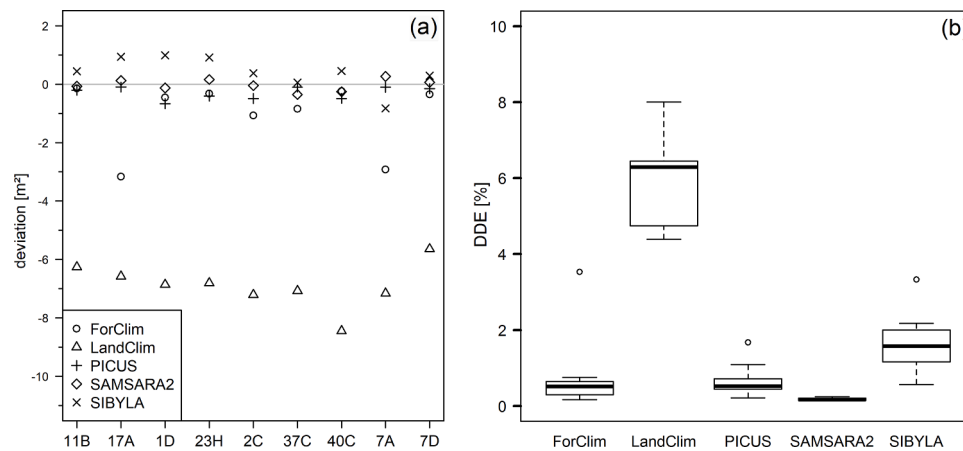 (a)
deviation [m²]
2
0
-2
-4
-6
-8
-10
ForClim
LandClim
PICUS
SAMSARA2
SIBYLA
11B 17A 1D 23H 2C 37C 40C 7A 7D
(b)
DDE [%]
10
8
6
4
2
0
ForClim LandClim PICUS SAMSARA2 SIBYLA